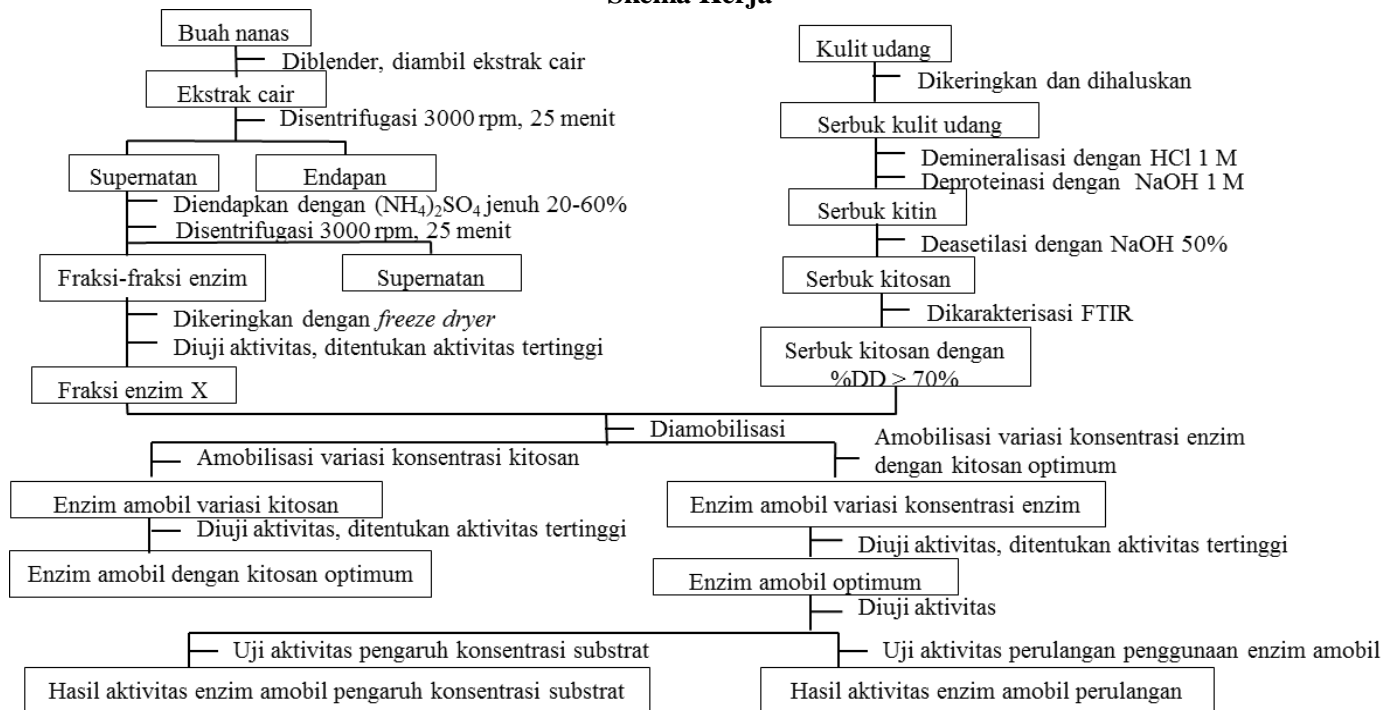 Skema Kerja
Buah nanas
Diblender, diambil ekstrak cair
Ekstrak cair
Disentrifugasi 3000 rpm, 25 menit
Supernatan
Endapan
Diendapkan dengan (NH₄)₂SO₄ jenuh 20-60%
Disentrifugasi 3000 rpm, 25 menit
Fraksi-fraksi enzim
Supernatan
Dikeringkan dengan freeze dryer
Diuji aktivitas, ditentukan aktivitas tertinggi
Fraksi enzim X
Kulit udang
Dikeringkan dan dihaluskan
Serbuk kulit udang
Demineralisasi dengan HCl 1 M
Deproteinasi dengan NaOH 1 M
Serbuk kitin
Deasetilasi dengan NaOH 50%
Serbuk kitosan
Dikarakterisasi FTIR
Serbuk kitosan dengan
%DD > 70%
Diamobilisasi
Amobilisasi variasi konsentrasi kitosan
Enzim amobil variasi kitosan
Diuji aktivitas, ditentukan aktivitas tertinggi
Enzim amobil dengan kitosan optimum
Amobilisasi variasi konsentrasi enzim
dengan kitosan optimum
Enzim amobil variasi konsentrasi enzim
Diuji aktivitas, ditentukan aktivitas tertinggi
Enzim amobil optimum
Diuji aktivitas
Uji aktivitas pengaruh konsentrasi substrat
Hasil aktivitas enzim amobil pengaruh konsentrasi substrat
Uji aktivitas perulangan penggunaan enzim amobil
Hasil aktivitas enzim amobil perulangan